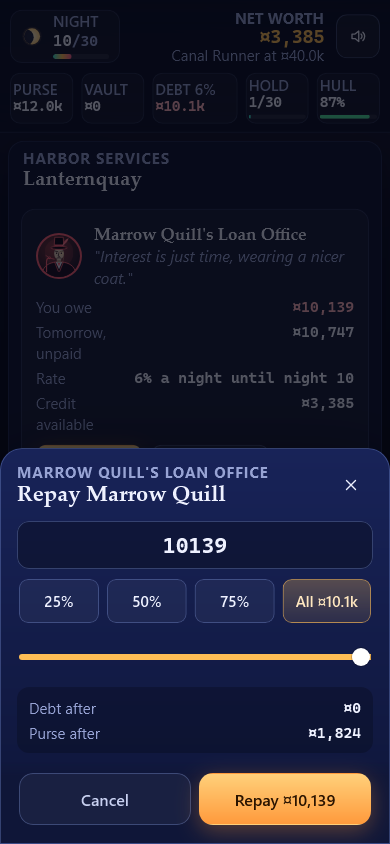 NIGHT
10/30
NET WORTH
¤3,385
Canal Runner at ¤40.0k
PURSE
¤12.0k
VAULT
¤0
DEBT 6%
¤10.1k
HOLD
1/30
HULL
87%
HARBOR SERVICES
Lanternquay
Marrow Quill's Loan Office
"Interest is just time, wearing a nicer
coat."
You owe ¤10,139
Tomorrow, ¤10,747
unpaid
Rate 6% a night until night 10
Credit ¤3,385
available
MARROW QUILL'S LOAN OFFICE
Repay Marrow Quill
×
10139
25% 50% 75% All ¤10.1k
Debt after ¤0
Purse after ¤1,824
Cancel Repay ¤10,139